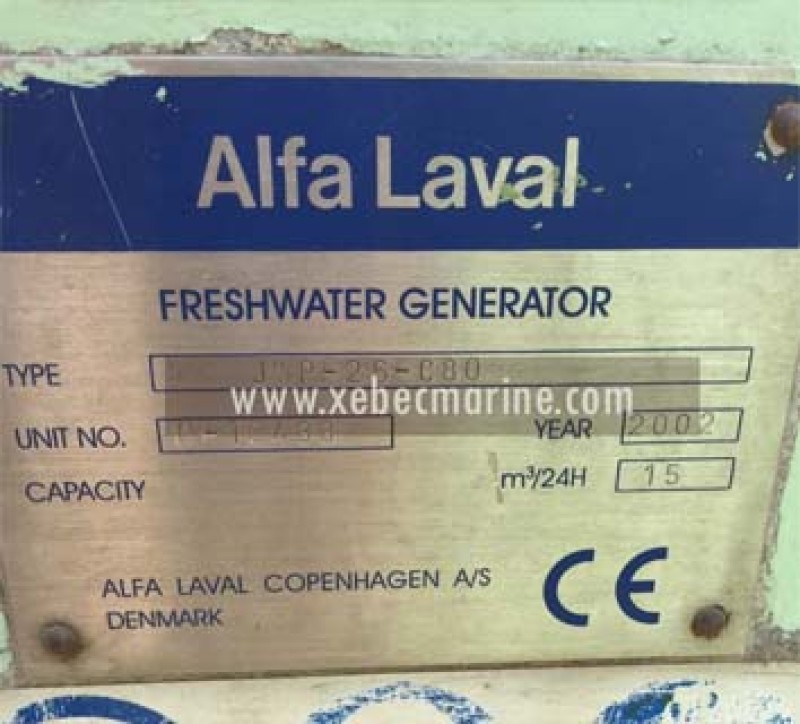 Alfa Laval
FRESHWATER GENERATOR
TYPE
www.xebecmarine.com
UNIT NO. YEAR 2002
CAPACITY m³/24H 15
ALFA LAVAL COPENHAGEN A/S
DENMARK
CE